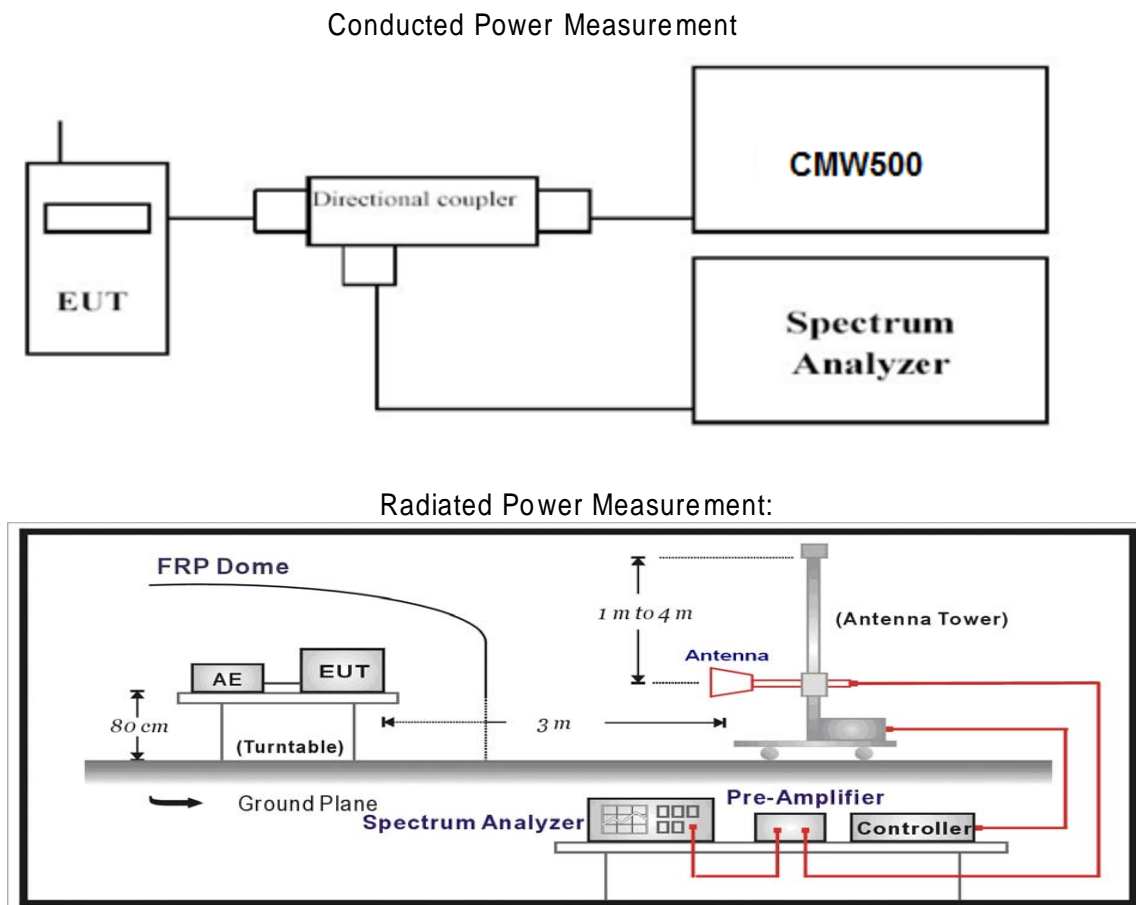 Conducted Power Measurement
CMW500
Directional coupler
EUT
Spectrum
Analyzer
Radiated Power Measurement:
FRP Dome
1 m to 4 m
(Antenna Tower)
Antenna
AE
EUT
80 cm
3 m
(Turntable)
Ground Plane
Pre-Amplifier
Spectrum Analyzer
Controller